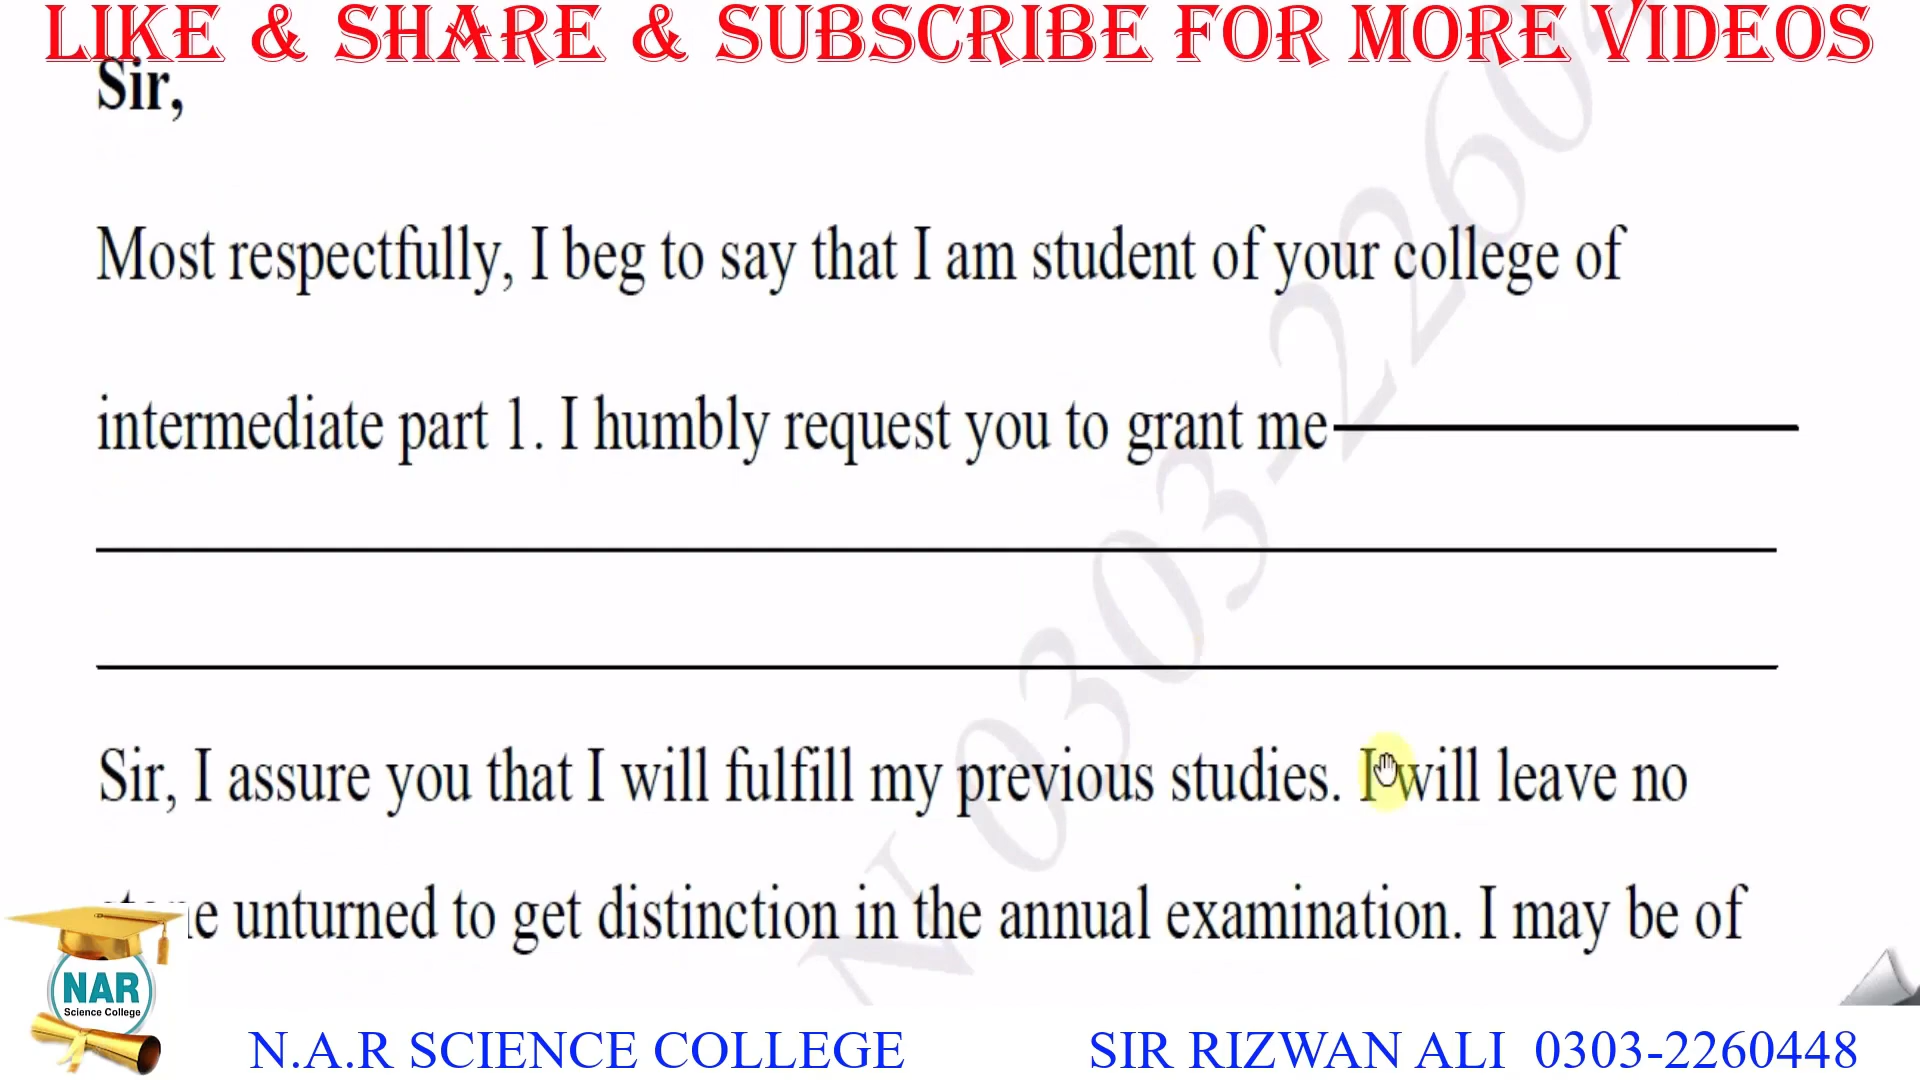 LIKE & SHARE & SUBSCRIBE FOR MORE VIDEOS
Sir,
Most respectfully, I beg to say that I am student of your college of
intermediate part 1. I humbly request you to grant me
Sir, I assure you that I will fulfill my previous studies. I will leave no
unturned to get distinction in the annual examination. I may be of
NAR
Science College
N.A.R SCIENCE COLLEGE SIR RIZWAN ALI 0303-2260448